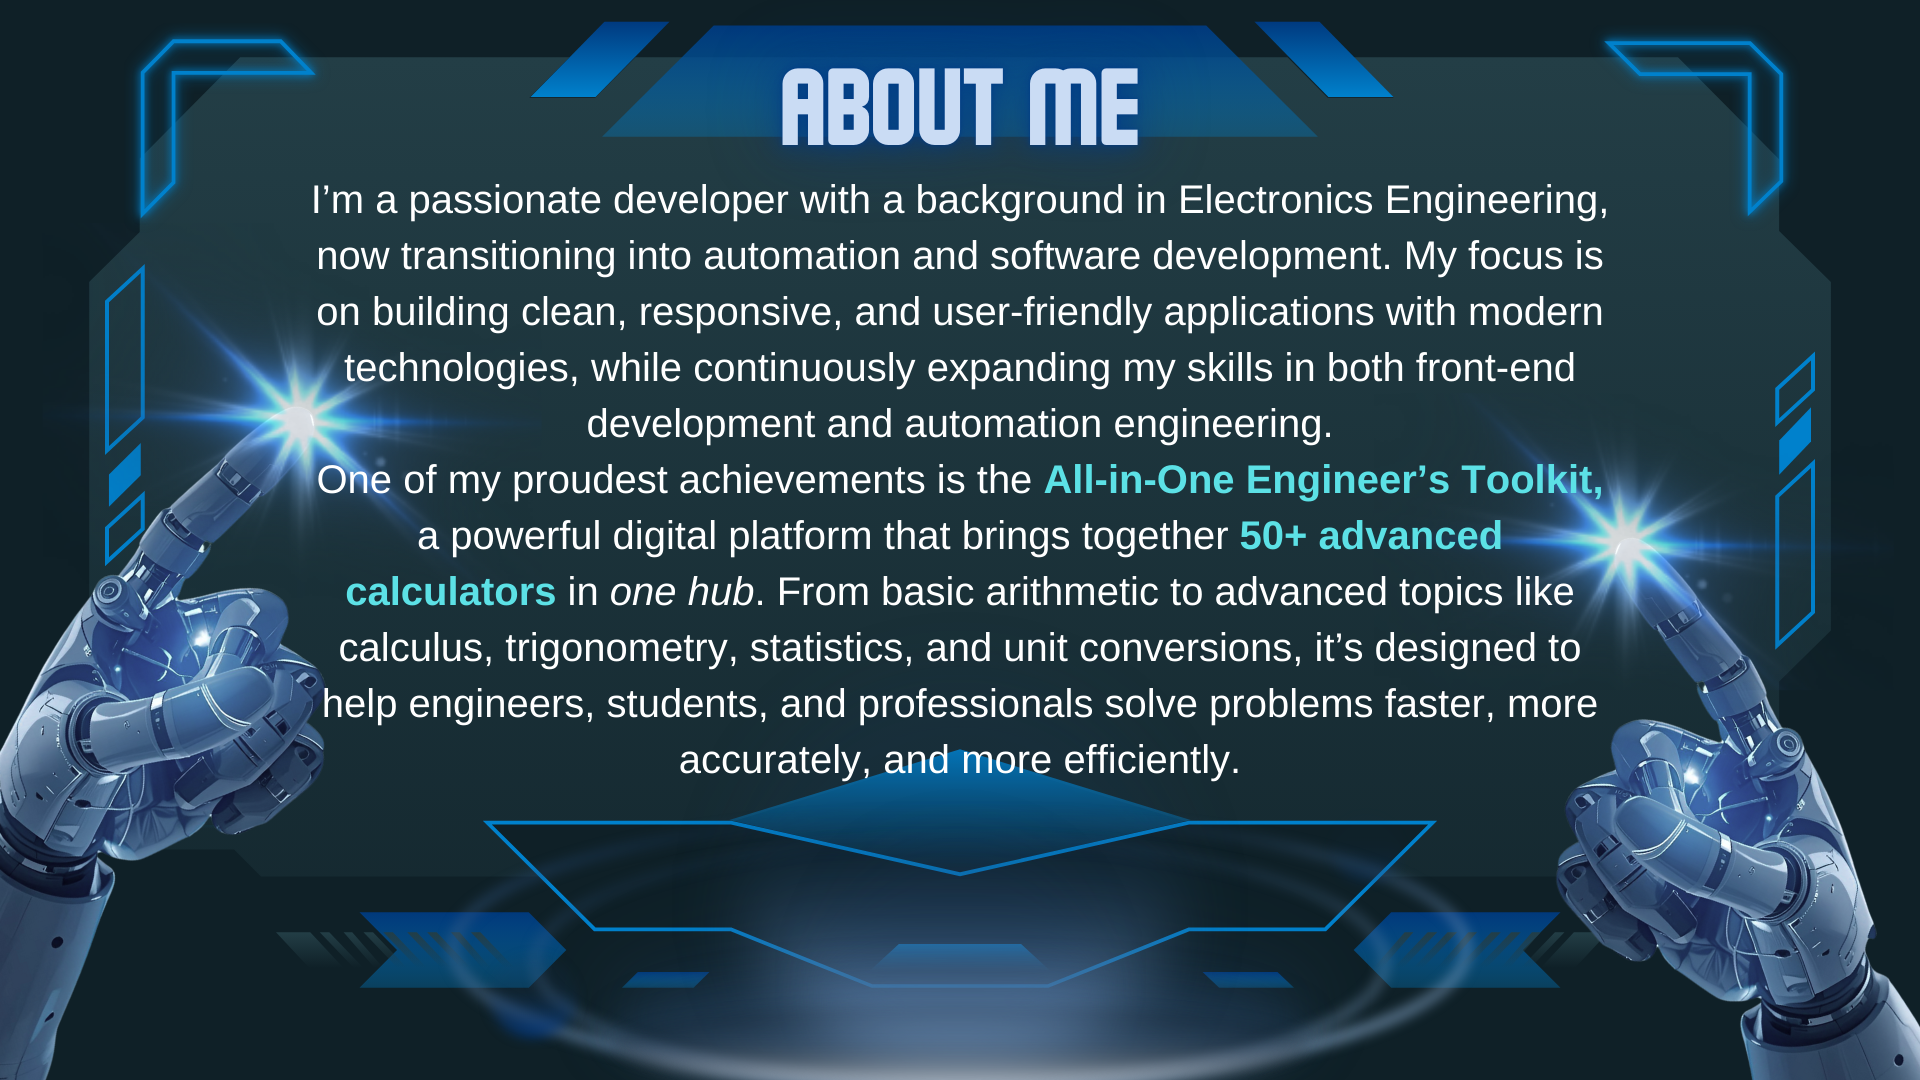 ABOUT ME
I’m a passionate developer with a background in Electronics Engineering,
now transitioning into automation and software development. My focus is
on building clean, responsive, and user-friendly applications with modern
technologies, while continuously expanding my skills in both front-end
development and automation engineering.
One of my proudest achievements is the All-in-One Engineer’s Toolkit,
a powerful digital platform that brings together 50+ advanced
calculators in one hub. From basic arithmetic to advanced topics like
calculus, trigonometry, statistics, and unit conversions, it’s designed to
help engineers, students, and professionals solve problems faster, more
accurately, and more efficiently.